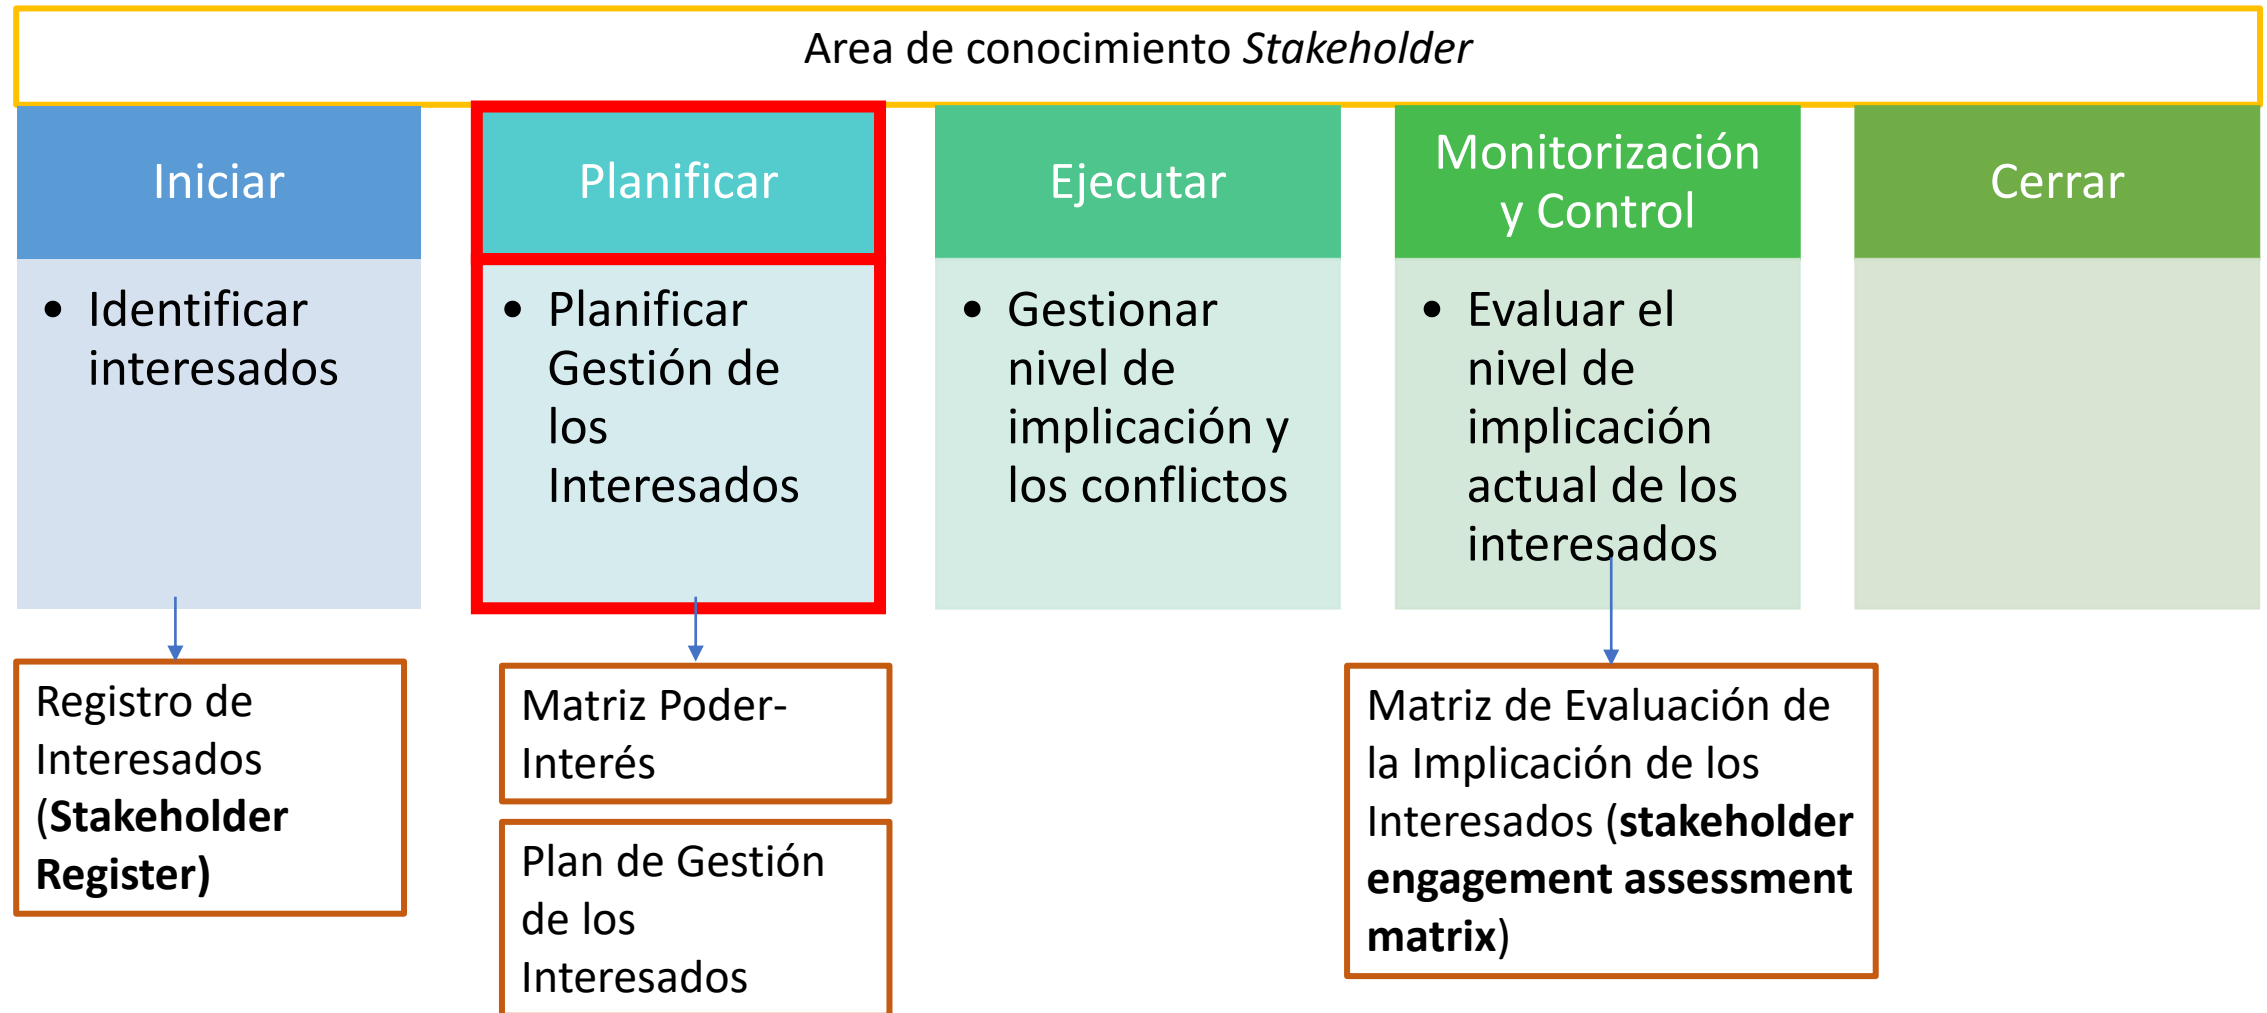 Area de conocimiento Stakeholder
Iniciar
• Identificar
interesados
Planificar
• Planificar
Gestión de
los
Interesados
Ejecutar
• Gestionar
nivel de
implicación y
los conflictos
Monitorización
y Control
• Evaluar el
nivel de
implicación
actual de los
interesados
Cerrar
Registro de
Interesados
(Stakeholder
Register)
Matriz Poder-
Interés
Plan de Gestión
de los
Interesados
Matriz de Evaluación de
la Implicación de los
Interesados (stakeholder
engagement assessment
matrix)